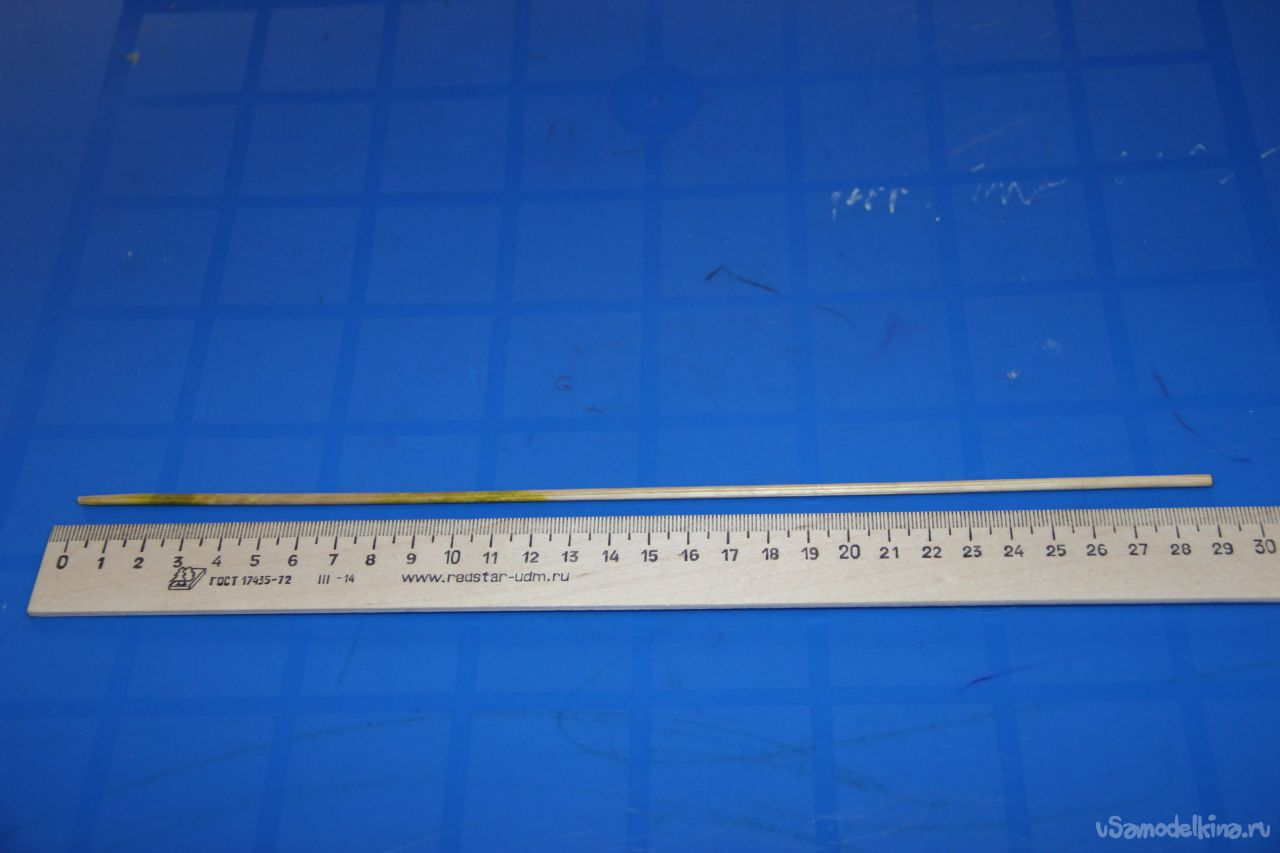 0 1 2 3 4 5 6 7 8 9 10 11 12 13 14 15 16 17 18 19 20 21 22 23 24 25 26 27 28 29 30
ГОСТ 17435-72 III -14 www.redstar-udm.ru
vSamodelkina.ru